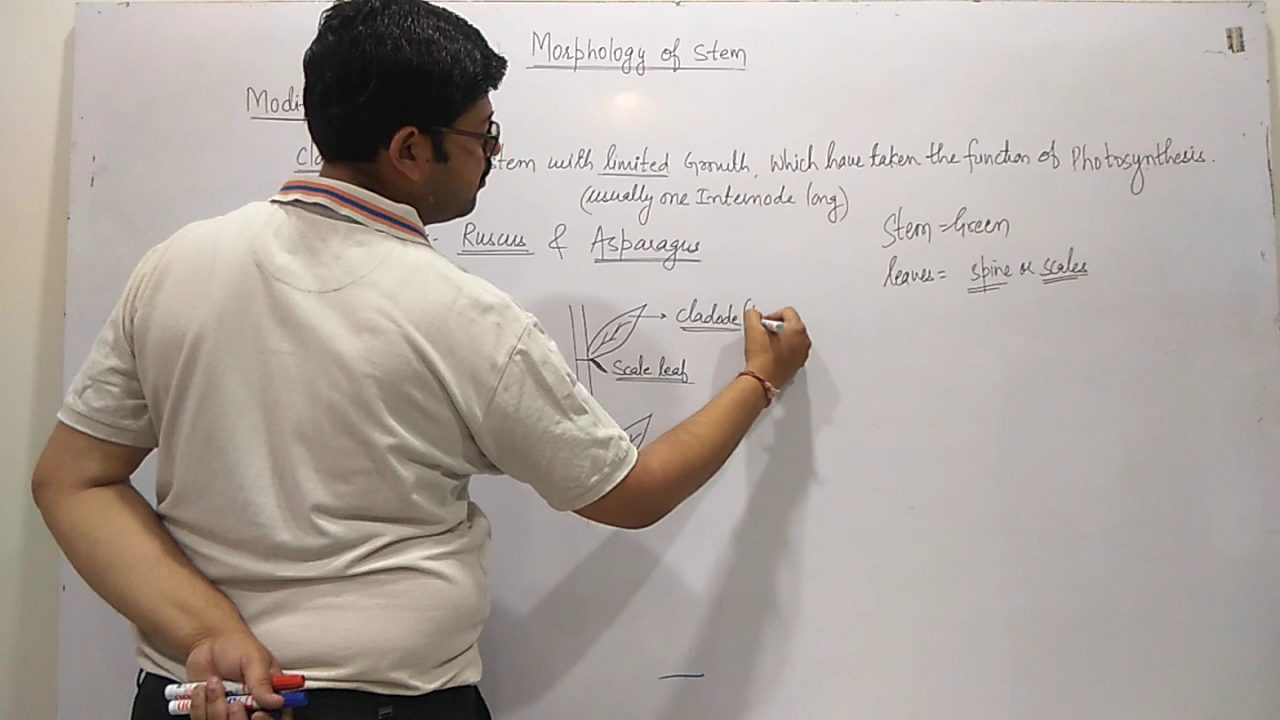 Morphology of Stem
Modi
Cla stem with limited Growth, which have taken the function of Photosynthesis.
(usually one Internode long)
Stem = Green
:- Ruscus & Asparagus
leaves = spine or scales
cladode (
scale leaf